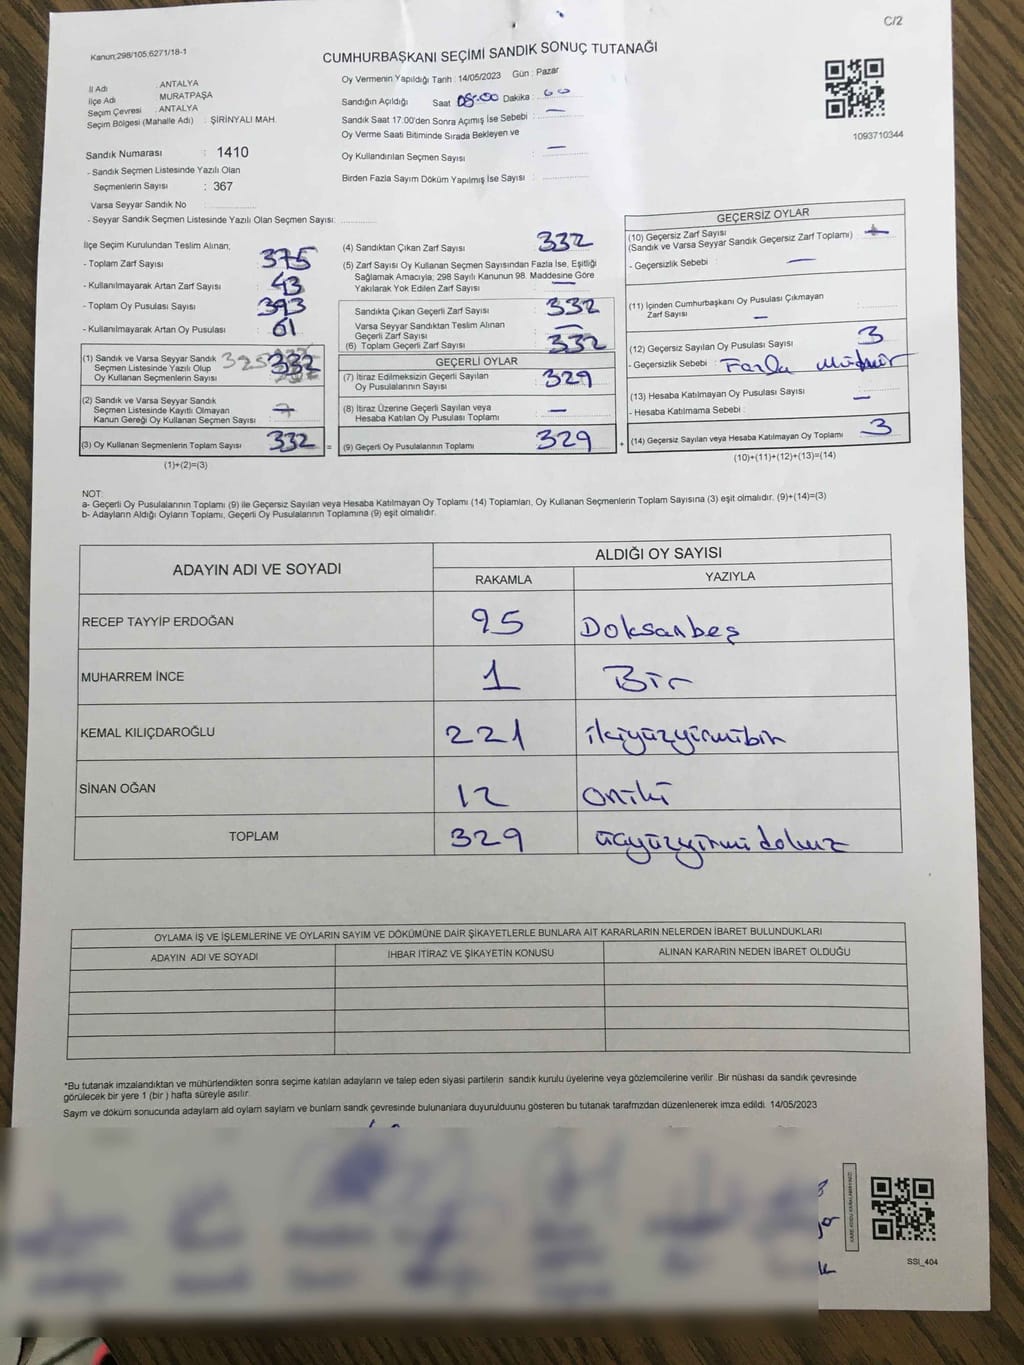 C/2
Kanun;298/105,6271/18-1
CUMHURBAŞKANI SEÇİMİ SANDIK SONUÇ TUTANAĞI
İl Adı : ANTALYA
İlçe Adı : MURATPAŞA
Seçim Çevresi : ANTALYA
Seçim Bölgesi (Mahalle Adı) : ŞİRİNYALI MAH.
Oy Vermenin Yapıldığı Tarih : 14/05/2023 Gün : Pazar
Sandığın Açıldığı Saat 08:00 Dakika : 00
Sandık Saat 17:00'den Sonra Açımış İse Sebebi : —
Oy Verme Saati Bitiminde Sırada Bekleyen ve
Oy Kullandırılan Seçmen Sayısı : —
Birden Fazla Sayım Döküm Yapılmış İse Sayısı :
1093710344
Sandık Numarası : 1410
- Sandık Seçmen Listesinde Yazılı Olan
Seçmenlerin Sayısı : 367
Varsa Seyyar Sandık No :
- Seyyar Sandık Seçmen Listesinde Yazılı Olan Seçmen Sayısı:
İlçe Seçim Kurulundan Teslim Alınan;
- Toplam Zarf Sayısı : 375
- Kullanılmayarak Artan Zarf Sayısı : 43
- Toplam Oy Pusulası Sayısı : 393
- Kullanılmayarak Artan Oy Pusulası : 61
(1) Sandık ve Varsa Seyyar Sandık
Seçmen Listesinde Yazılı Olup
Oy Kullanan Seçmenlerin Sayısı : 332
(2) Sandık ve Varsa Seyyar Sandık
Seçmen Listesinde Kayıtlı Olmayan
Kanun Gereği Oy Kullanan Seçmen Sayısı :
(3) Oy Kullanan Seçmenlerin Toplam Sayısı 332 =
(1)+(2)=(3)
(4) Sandıktan Çıkan Zarf Sayısı : 332
(5) Zarf Sayısı Oy Kullanan Seçmen Sayısından Fazla İse, Eşitliği
Sağlamak Amacıyla; 298 Sayılı Kanunun 98. Maddesine Göre
Yakılarak Yok Edilen Zarf Sayısı : —
Sandıkta Çıkan Geçerli Zarf Sayısı : 332
Varsa Seyyar Sandıktan Teslim Alınan
Geçerli Zarf Sayısı : —
(6) Toplam Geçerli Zarf Sayısı : 332
GEÇERLİ OYLAR
(7) İtiraz Edilmeksizin Geçerli Sayılan
Oy Pusulalarının Sayısı : 329
(8) İtiraz Üzerine Geçerli Sayılan veya
Hesaba Katılan Oy Pusulası Toplamı : —
(9) Geçerli Oy Pusulalarının Toplamı : 329 +
GEÇERSİZ OYLAR
(10) Geçersiz Zarf Sayısı
(Sandık ve Varsa Seyyar Sandık Geçersiz Zarf Toplamı) :
- Geçersizlik Sebebi : —
(11) İçinden Cumhurbaşkanı Oy Pusulası Çıkmayan
Zarf Sayısı : —
(12) Geçersiz Sayılan Oy Pusulası Sayısı : 3
- Geçersizlik Sebebi : Fazla Mühür
(13) Hesaba Katılmayan Oy Pusulası Sayısı : —
- Hesaba Katılmama Sebebi :
(14) Geçersiz Sayılan veya Hesaba Katılmayan Oy Toplamı : 3
(10)+(11)+(12)+(13)=(14)
NOT:
a- Geçerli Oy Pusulalarının Toplamı (9) ile Geçersiz Sayılan veya Hesaba Katılmayan Oy Toplamı (14) Toplamları, Oy Kullanan Seçmenlerin Toplam Sayısına (3) eşit olmalıdır. (9)+(14)=(3)
b- Adayların Aldığı Oyların Toplamı, Geçerli Oy Pusulalarının Toplamına (9) eşit olmalıdır.
ADAYIN ADI VE SOYADI
ALDIĞI OY SAYISI
RAKAMLA YAZIYLA
RECEP TAYYİP ERDOĞAN 95 Doksanbeş
MUHARREM İNCE 1 Bir
KEMAL KILIÇDAROĞLU 221 ikiyüzyirmibir
SİNAN OĞAN 12 oniki
TOPLAM 329 üçyüzyirmidokuz
OYLAMA İŞ VE İŞLEMLERİNE VE OYLARIN SAYIM VE DÖKÜMÜNE DAİR ŞİKAYETLERLE BUNLARA AİT KARARLARIN NELERDEN İBARET BULUNDUKLARI
ADAYIN ADI VE SOYADI İHBAR İTİRAZ VE ŞİKAYETİN KONUSU ALINAN KARARIN NEDEN İBARET OLDUĞU
*Bu tutanak imzalandıktan ve mühürlendikten sonra seçime katılan adayların ve talep eden siyasi partilerin sandık kurulu üyelerine veya gözlemcilerine verilir .Bir nüshası da sandık çevresinde
görülecek bir yere 1 (bir ) hafta süreyle asılır.
Saym ve döküm sonucunda adaylarn ald oylarn saylarn ve bunlarn sandk çevresinde bulunanlara duyurulduunu gösteren bu tutanak tarafmzdan düzenlenerek imza edildi. 14/05/2023
SSI_404